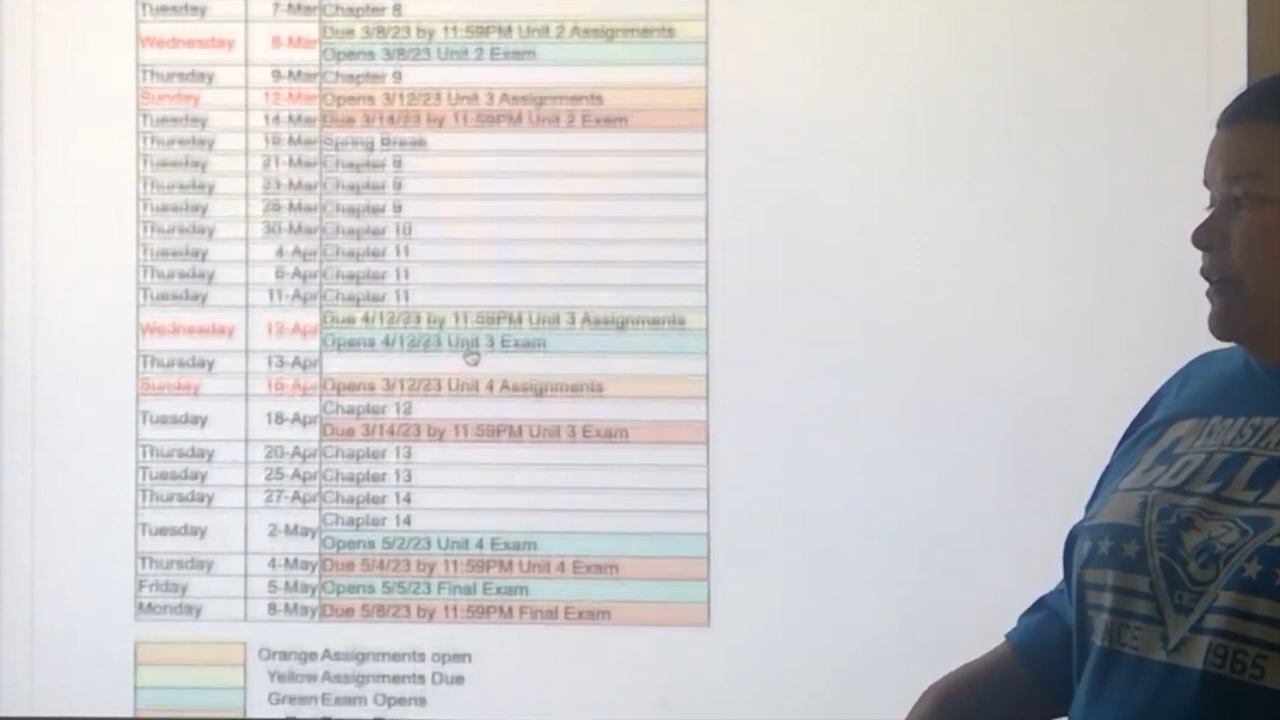 Tuesday 7-Mar Chapter 8
Wednesday 8-Mar Due 3/8/23 by 11:59PM Unit 2 Assignments
Opens 3/8/23 Unit 2 Exam
Thursday 9-Mar Chapter 9
Sunday 12-Mar Opens 3/12/23 Unit 3 Assignments
Tuesday 14-Mar Due 3/14/23 by 11:59PM Unit 2 Exam
Thursday 16-Mar Spring Break
Tuesday 21-Mar Chapter
Thursday 23-Mar Chapter 9
Tuesday 28-Mar Chapter 9
Thursday 30-Mar Chapter 10
Tuesday 4-Apr Chapter 11
Thursday 6-Apr Chapter 11
Tuesday 11-Apr Chapter 11
Wednesday 12-Apr Due 4/12/23 by 11:59PM Unit 3 Assignments
Opens 4/12/23 Unit 3 Exam
Thursday 13-Apr
Sunday 16-Apr Opens 3/12/23 Unit 4 Assignments
Tuesday 18-Apr Chapter 12
Due 3/14/23 by 11:59PM Unit 3 Exam
Thursday 20-Apr Chapter 13
Tuesday 25-Apr Chapter 13
Thursday 27-Apr Chapter 14
Tuesday 2-May Chapter 14
Opens 5/2/23 Unit 4 Exam
Thursday 4-May Due 5/4/23 by 11:59PM Unit 4 Exam
Friday 5-May Opens 5/5/23 Final Exam
Monday 8-May Due 5/8/23 by 11:59PM Final Exam
Orange Assignments open
Yellow Assignments Due
Green Exam Opens
1965